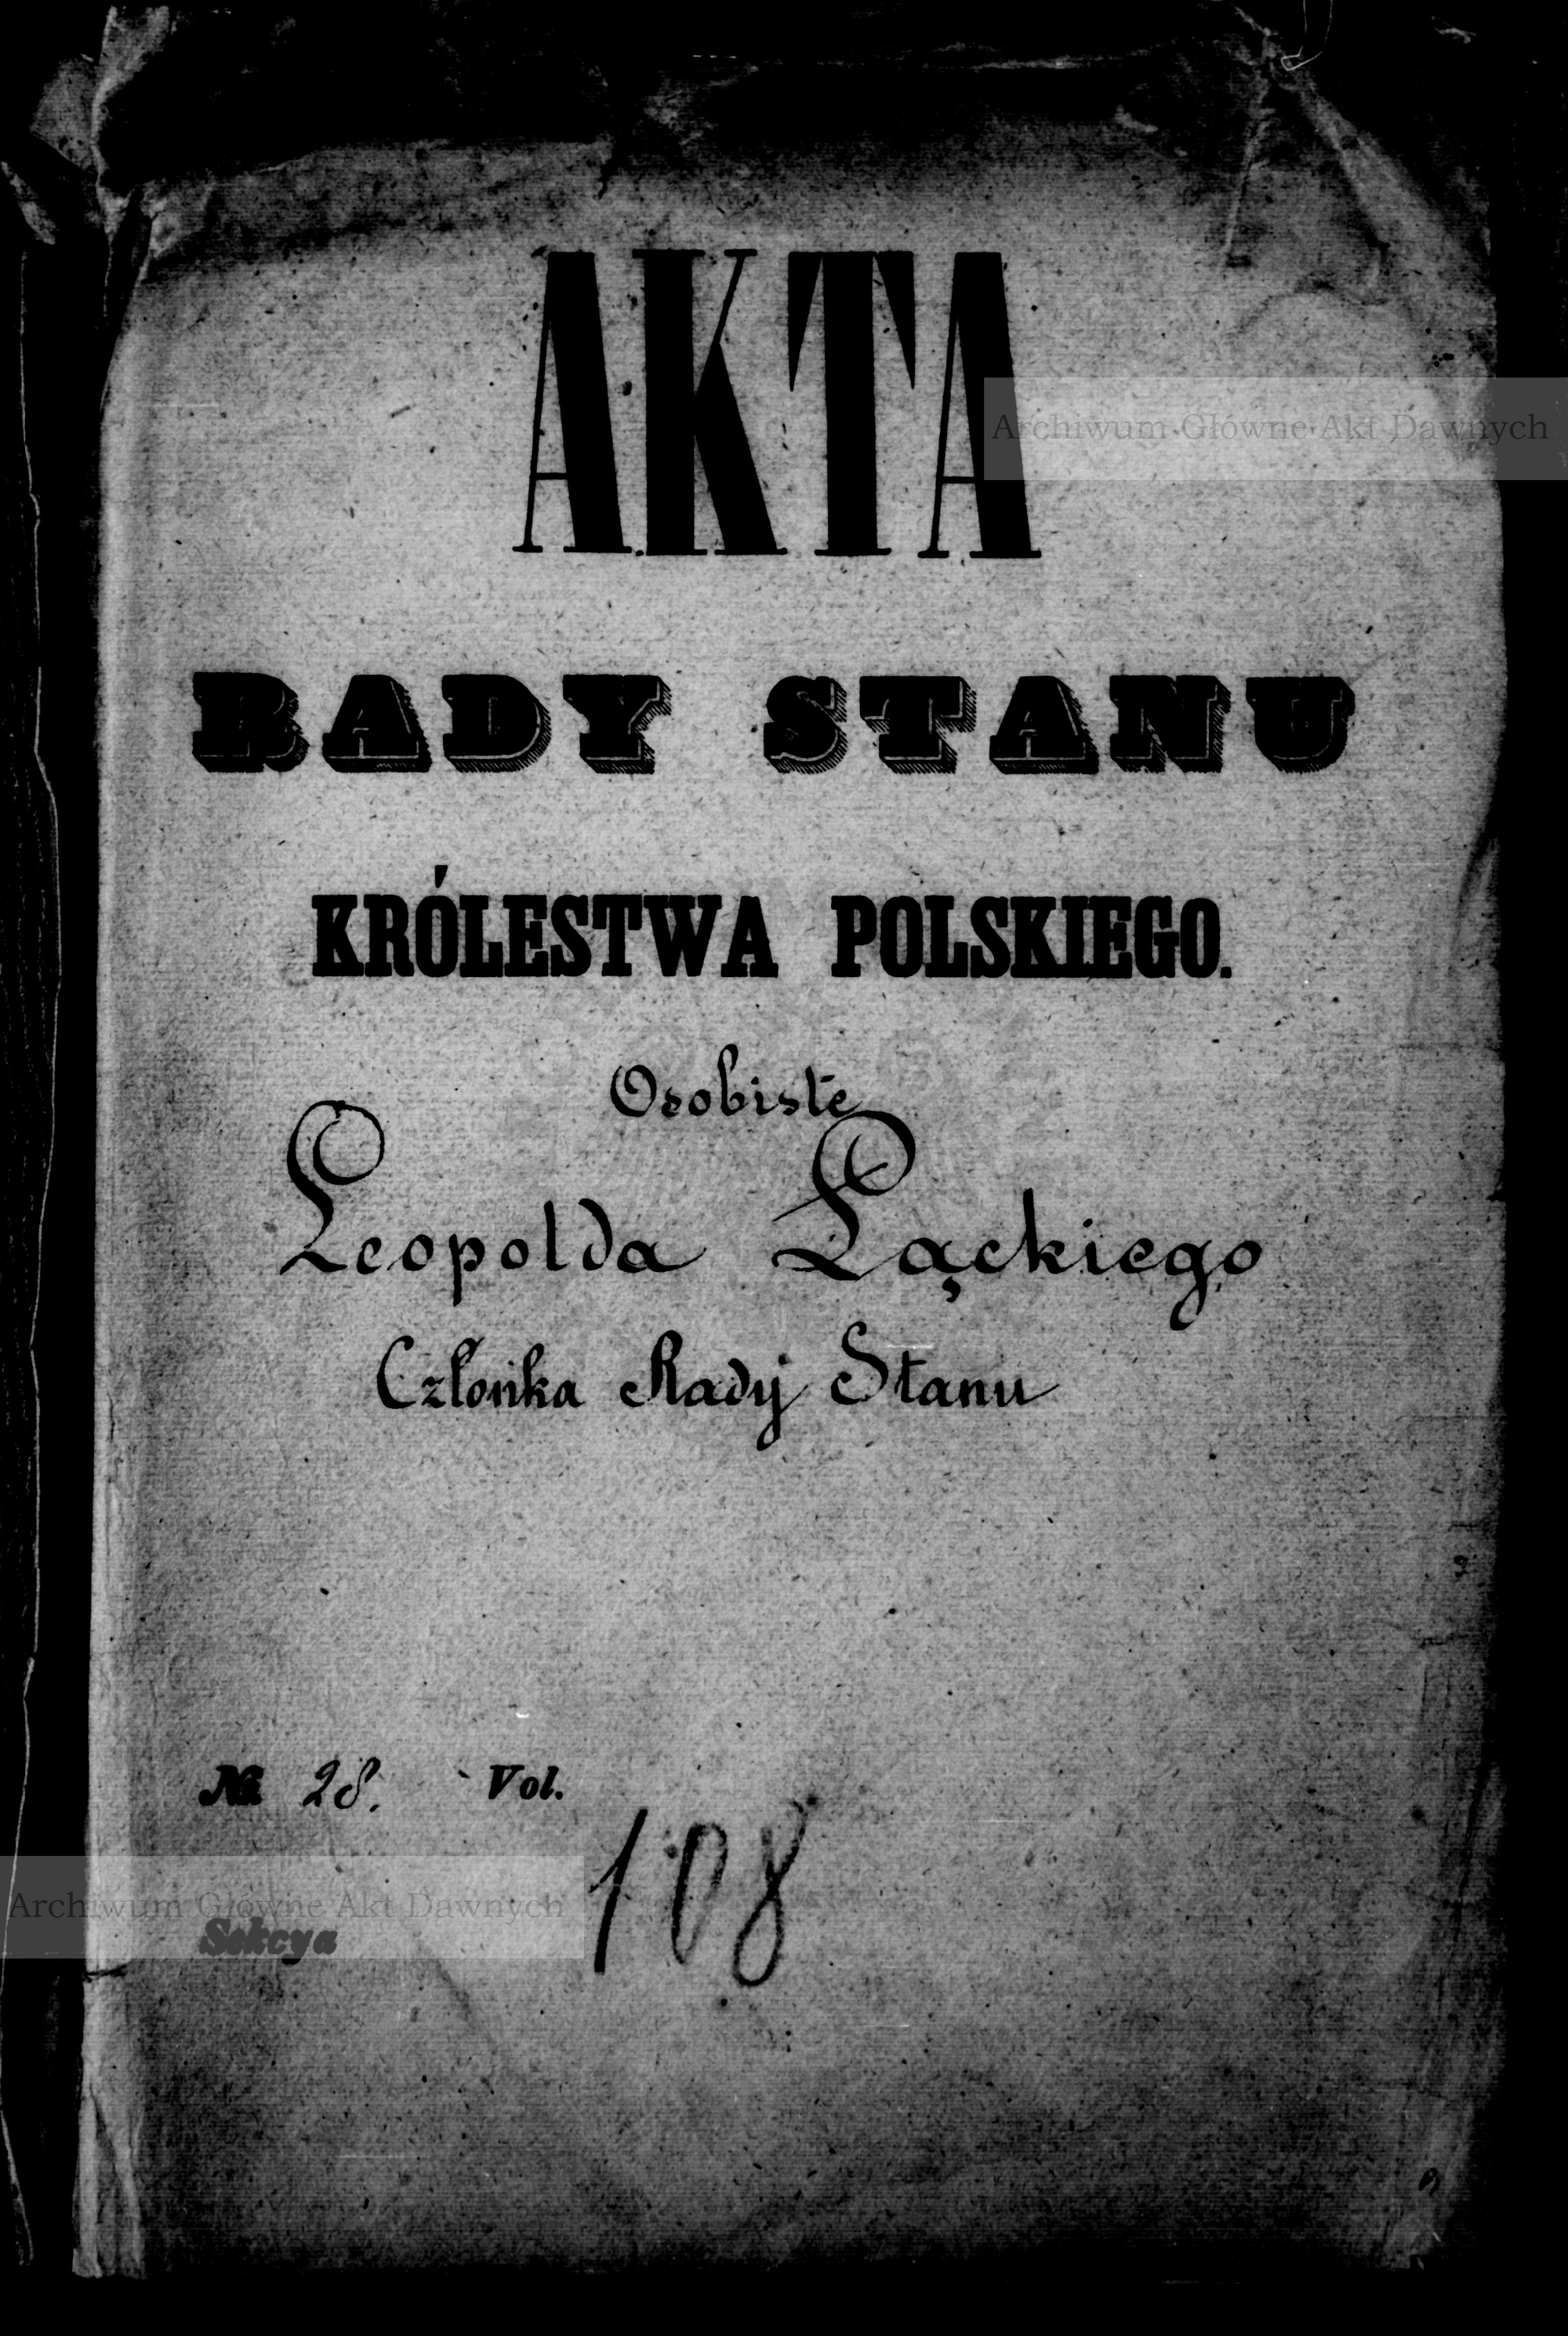 AKTA
Archiwum Główne Akt Dawnych
RADY STANU
KRÓLESTWA POLSKIEGO.
Osobiste
Leopolda Łąckiego
Członka Rady Stanu
№ 28. Vol.
108
Archiwum Główne Akt Dawnych
Sekcya